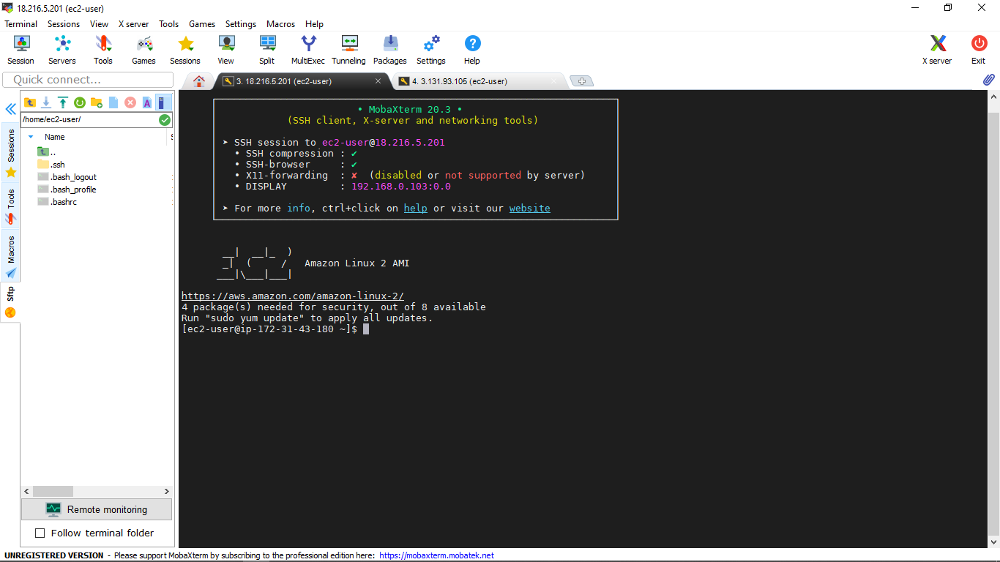 18.216.5.201 (ec2-user)
Terminal Sessions View X server Tools Games Settings Macros Help
Session Servers Tools Games Sessions View Split MultiExec Tunneling Packages Settings Help X server Exit
Quick connect...
3. 18.216.5.201 (ec2-user)
4. 3.131.93.105 (ec2-user)
/home/ec2-user/
Name
..
.ssh
.bash_logout
.bash_profile
.bashrc
Sessions
Tools
Macros
Sftp
Remote monitoring
Follow terminal folder
• MobaXterm 20.3 •
(SSH client, X-server and networking tools)
➤ SSH session to ec2-user@18.216.5.201
• SSH compression : ✔
• SSH-browser : ✔
• X11-forwarding : ✘ (disabled or not supported by server)
• DISPLAY : 192.168.0.103:0.0
➤ For more info, ctrl+click on help or visit our website
__| __|_ )
_| ( / Amazon Linux 2 AMI
___|\___|___|
https://aws.amazon.com/amazon-linux-2/
4 package(s) needed for security, out of 8 available
Run "sudo yum update" to apply all updates.
[ec2-user@ip-172-31-43-180 ~]$
UNREGISTERED VERSION - Please support MobaXterm by subscribing to the professional edition here: https://mobaxterm.mobatek.net